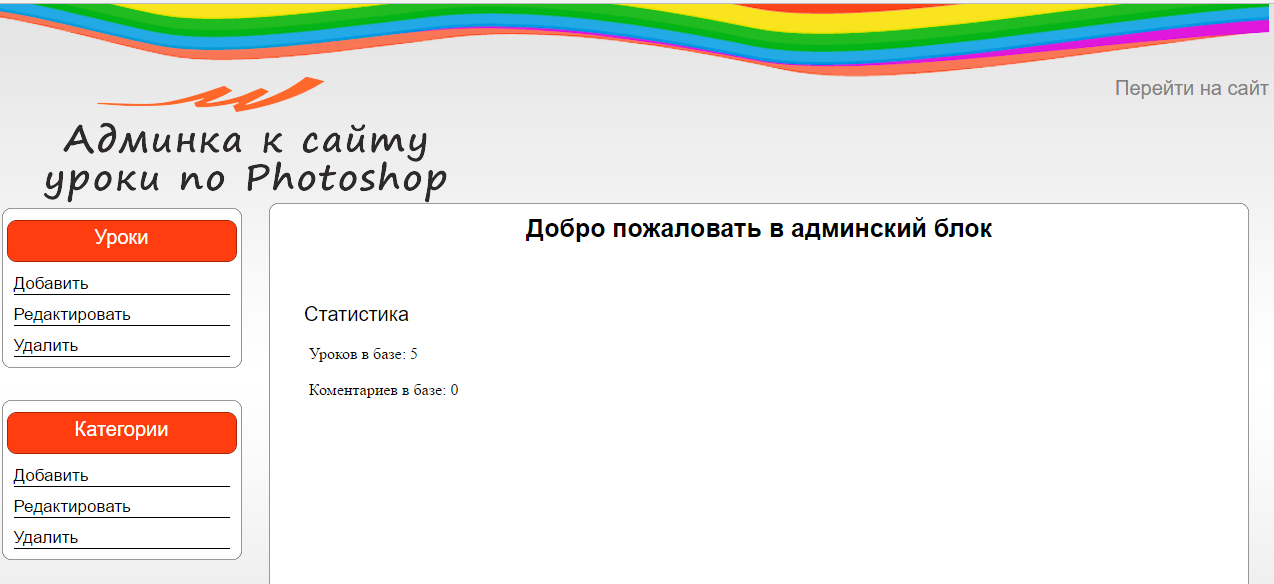 Перейти на сайт
Админка к сайту
уроки по Photoshop
Уроки
Добавить
Редактировать
Удалить
Категории
Добавить
Редактировать
Удалить
Добро пожаловать в админский блок
Статистика
Уроков в базе: 5
Коментариев в базе: 0